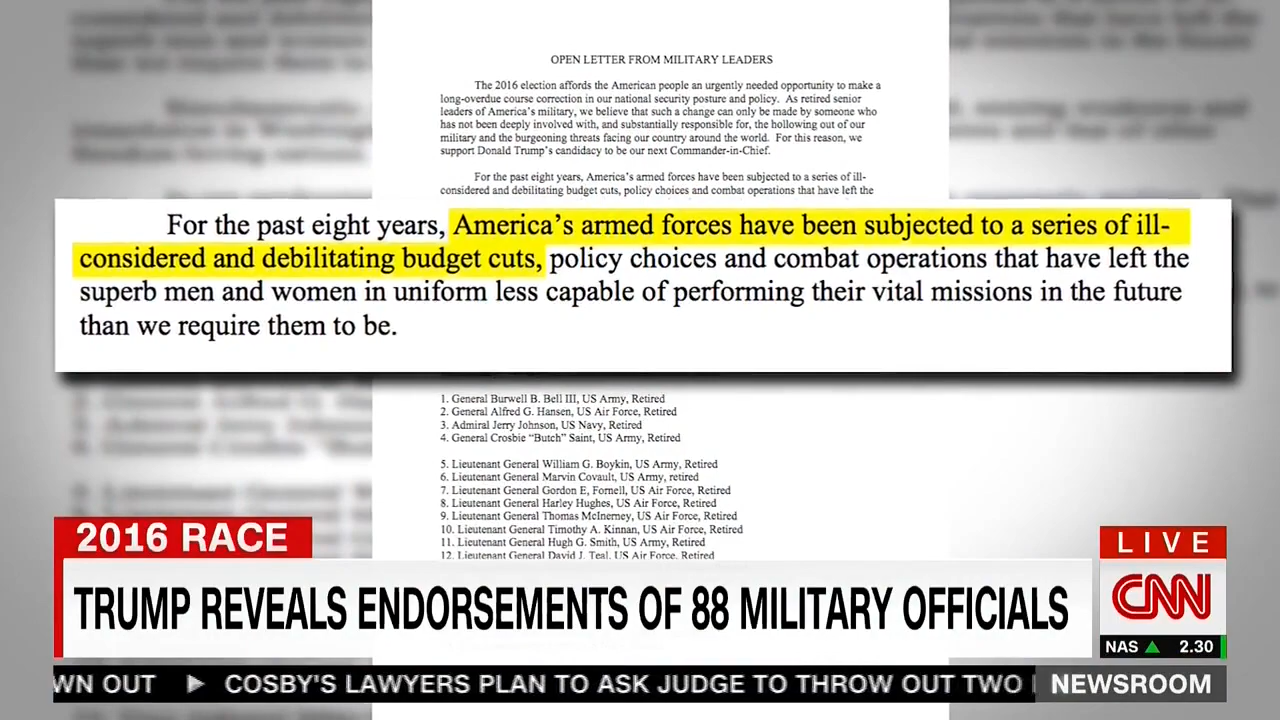 OPEN LETTER FROM MILITARY LEADERS
The 2016 election affords the American people an urgently needed opportunity to make a
long-overdue course correction in our national security posture and policy. As retired senior
leaders of America's military, we believe that such a change can only be made by someone who
has not been deeply involved with, and substantially responsible for, the hollowing out of our
military and the burgeoning threats facing our country around the world. For this reason, we
support Donald Trump's candidacy to be our next Commander-in-Chief.
For the past eight years, America's armed forces have been subjected to a series of ill-
considered and debilitating budget cuts, policy choices and combat operations that have left the
For the past eight years, America's armed forces have been subjected to a series of ill-
considered and debilitating budget cuts, policy choices and combat operations that have left the
superb men and women in uniform less capable of performing their vital missions in the future
than we require them to be.
1. General Burwell B. Bell III, US Army, Retired
2. General Alfred G. Hansen, US Air Force, Retired
3. Admiral Jerry Johnson, US Navy, Retired
4. General Crosbie "Butch" Saint, US Army, Retired
5. Lieutenant General William G. Boykin, US Army, Retired
6. Lieutenant General Marvin Covault, US Army, retired
7. Lieutenant General Gordon E, Fornell, US Air Force, Retired
8. Lieutenant General Harley Hughes, US Air Force, Retired
9. Lieutenant General Thomas McInerney, US Air Force, Retired
10. Lieutenant General Timothy A. Kinnan, US Air Force, Retired
11. Lieutenant General Hugh G. Smith, US Army, Retired
12. Lieutenant General David J. Teal, US Air Force, Retired
2016 RACE
TRUMP REVEALS ENDORSEMENTS OF 88 MILITARY OFFICIALS
LIVE
CNN
NAS ▲ 2.30
WN OUT ▶ COSBY'S LAWYERS PLAN TO ASK JUDGE TO THROW OUT TWO
NEWSROOM